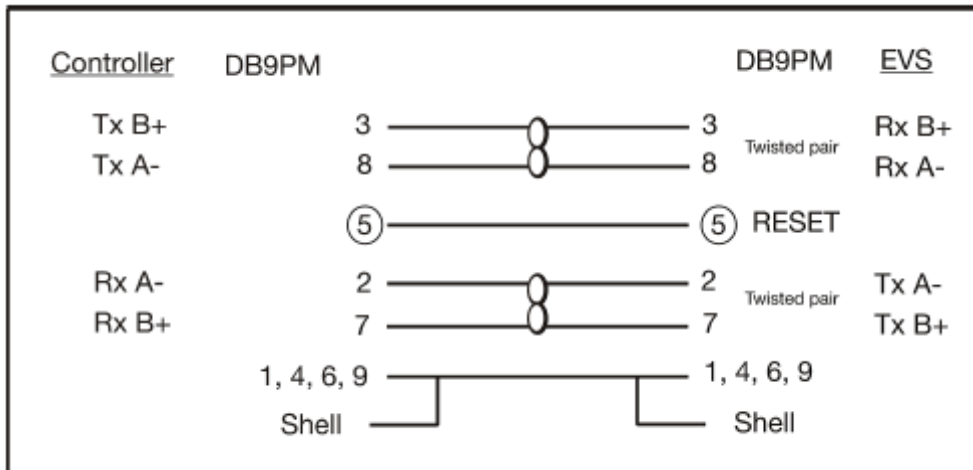 Controller DB9PM DB9PM EVS
Tx B+ 3 3 Rx B+
Twisted pair
Tx A- 8 8 Rx A-
5 5 RESET
Rx A- 2 2 Tx A-
Twisted pair
Rx B+ 7 7 Tx B+
1, 4, 6, 9 1, 4, 6, 9
Shell Shell